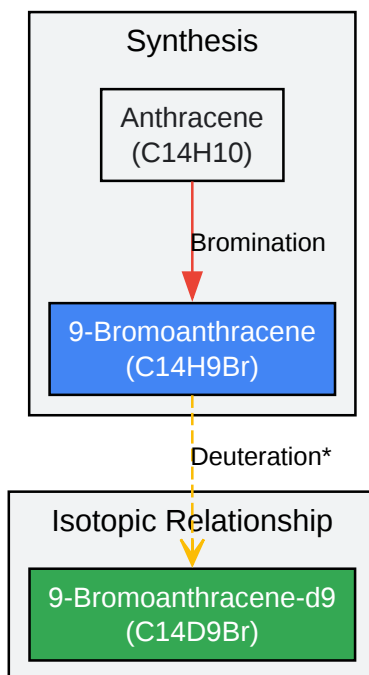 Synthesis
Anthracene
(C14H10)
Bromination
9-Bromoanthracene
(C14H9Br)
Deuteration*
Isotopic Relationship
9-Bromoanthracene-d9
(C14D9Br)